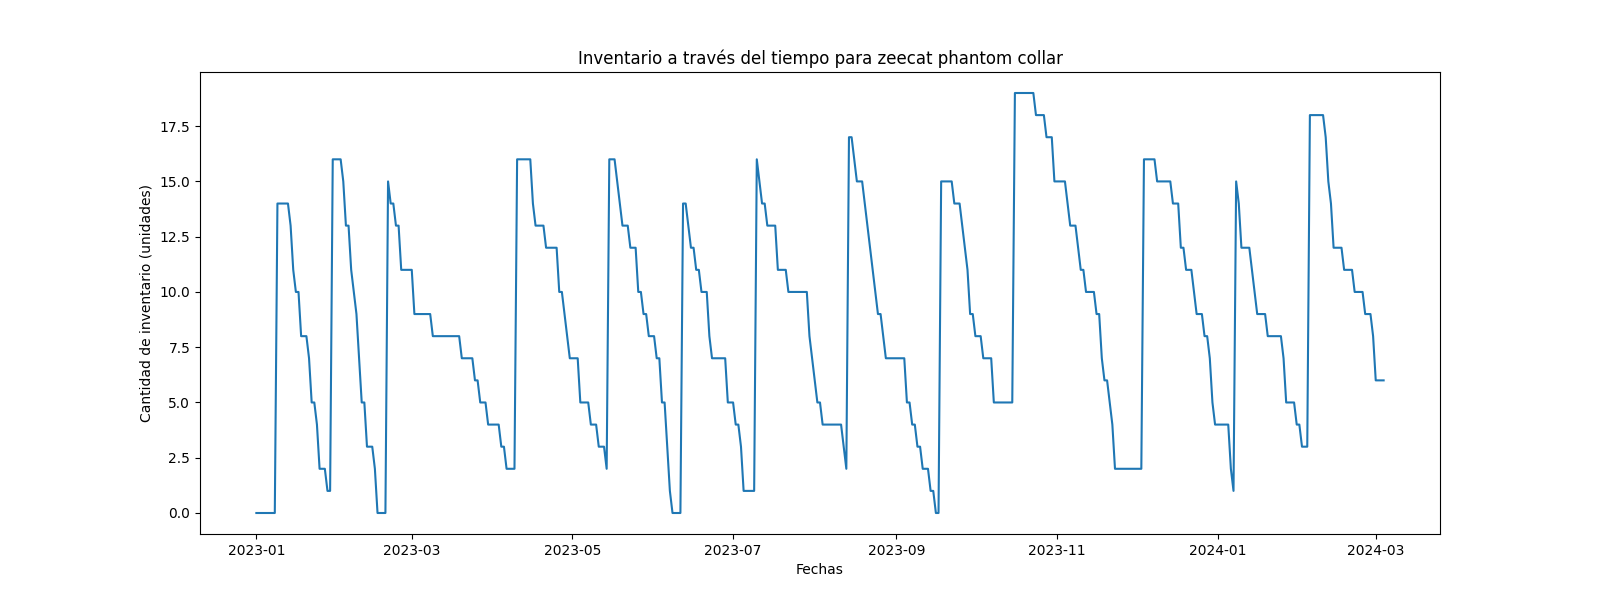 Inventario a través del tiempo para zeecat phantom collar
Cantidad de inventario (unidades)
17.5
15.0
12.5
10.0
7.5
5.0
2.5
0.0
2023-01 2023-03 2023-05 2023-07 2023-09 2023-11 2024-01 2024-03
Fechas